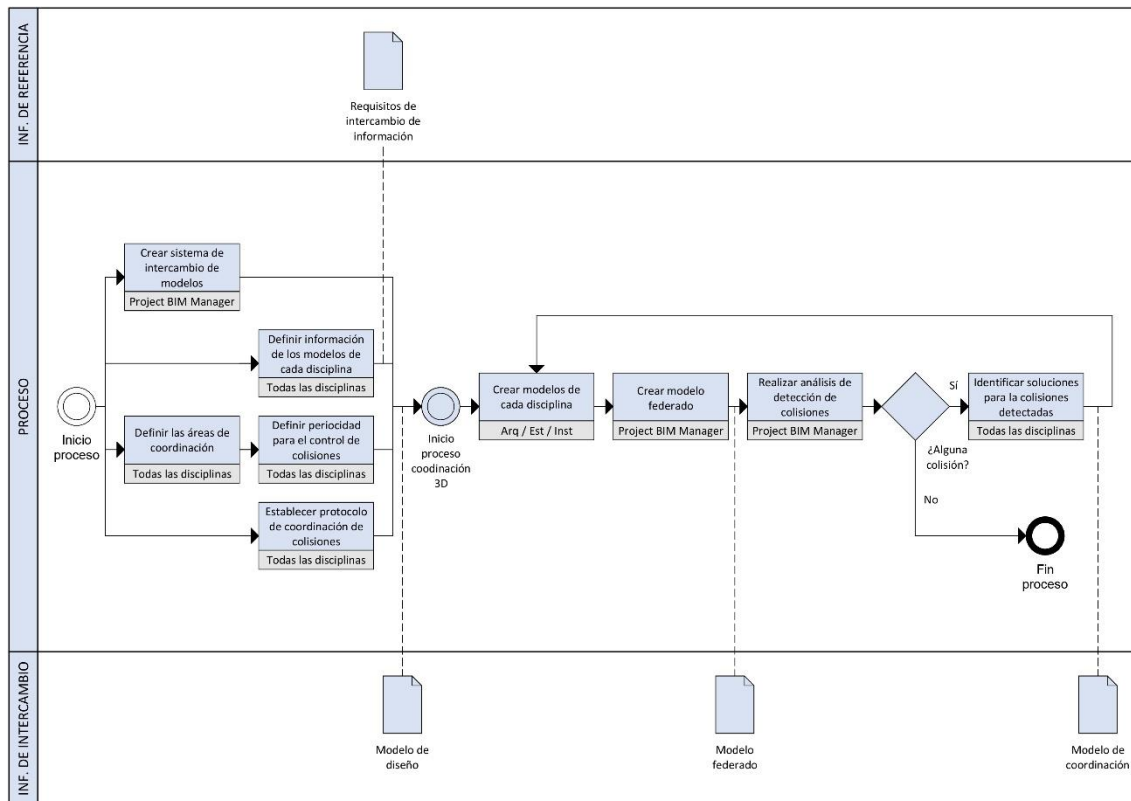 INF. DE REFERENCIA
Requisitos de
intercambio de
información
PROCESO
Inicio
proceso
Crear sistema de
intercambio de
modelos
Project BIM Manager
Definir información
de los modelos de
cada disciplina
Todas las disciplinas
Definir las áreas de
coordinación
Todas las disciplinas
Definir periocidad
para el control de
colisiones
Todas las disciplinas
Establecer protocolo
de coordinación de
colisiones
Todas las disciplinas
Inicio
proceso
coodinación
3D
Crear modelos de
cada disciplina
Arq / Est / Inst
Crear modelo
federado
Project BIM Manager
Realizar análisis de
detección de
colisiones
Project BIM Manager
¿Alguna
colisión?
Sí
No
Identificar soluciones
para la colisiones
detectadas
Todas las disciplinas
Fin
proceso
INF. DE INTERCAMBIO
Modelo de
diseño
Modelo
federado
Modelo de
coordinación